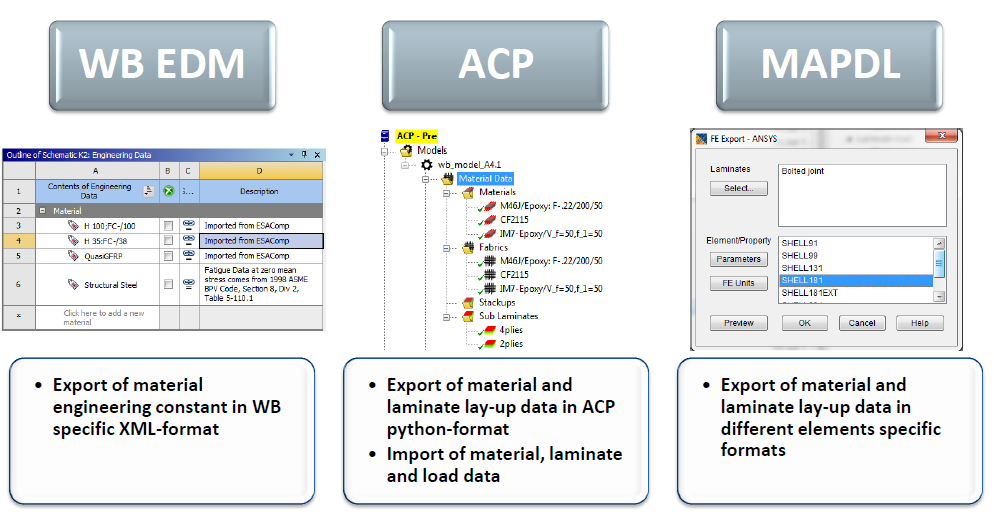 WB EDM
ACP
MAPDL
Outline of Schematic K2: Engineering Data
A B C D
1 Contents of Engineering Data Description
2 Material
3 H 100;FC-/100 Imported from ESAComp
4 H 35;FC-/38 Imported from ESAComp
5 QuasiGFRP Imported from ESAComp
6 Structural Steel Fatigue Data at zero mean
stress comes from 1998 ASME
BPV Code, Section 8, Div 2,
Table 5-110.1
* Click here to add a new
material
ACP - Pre
Models
wb_model_A4.1
Material Data
Materials
M46J/Epoxy: F-.22/200/50
CF2115
IM7-Epoxy/V_f=50,f_1=50
Fabrics
M46J/Epoxy: F-.22/200/50
CF2115
IM7-Epoxy/V_f=50,f_1=50
Stackups
Sub Laminates
4plies
2plies
FE Export - ANSYS
Laminates
Select...
Bolted joint
Element/Property
Parameters
FE Units
SHELL91
SHELL99
SHELL131
SHELL181
SHELL181EXT
Preview OK Cancel Help
• Export of material
engineering constant in WB
specific XML-format
• Export of material and
laminate lay-up data in ACP
python-format
• Import of material, laminate
and load data
• Export of material and
laminate lay-up data in
different elements specific
formats